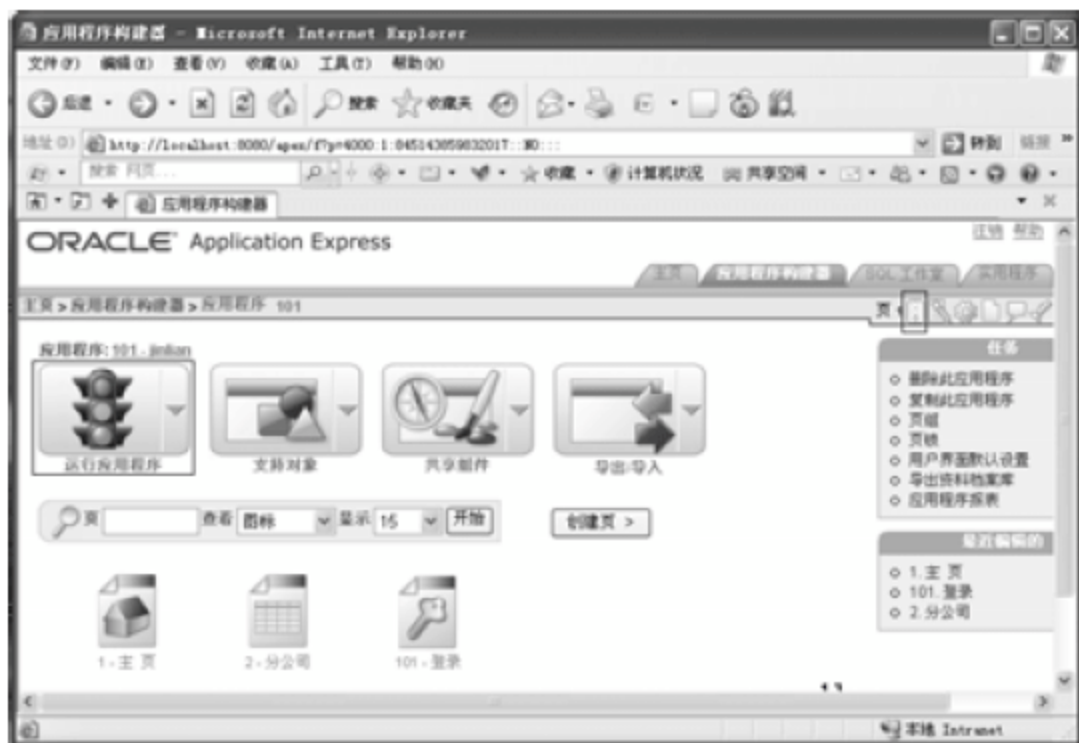 应用程序构建器 - Microsoft Internet Explorer
文件(F) 编辑(E) 查看(V) 收藏(A) 工具(T) 帮助(H)
后退 搜索 收藏夹
地址(D) http://localhost:8080/apex/f?p=4000:1:845143859832017::NO::: 转到 链接
搜索 网页... 收藏 计算机状况 共享空间
应用程序构建器
ORACLE Application Express
注销 帮助
主页 应用程序构建器 SQL 工作室 实用程序
主页 > 应用程序构建器 > 应用程序 101
页
应用程序: 101 - jinlian
运行应用程序 支持对象 共享组件 导出/导入
页 查看 图标 显示 15 开始 创建页 >
1 - 主 页 2 - 分公司 101 - 登录
任务
删除此应用程序
复制此应用程序
页组
页锁
用户界面默认设置
导出资料档案库
应用程序报表
最近编辑的
1. 主 页
101. 登录
2. 分公司
本地 Intranet